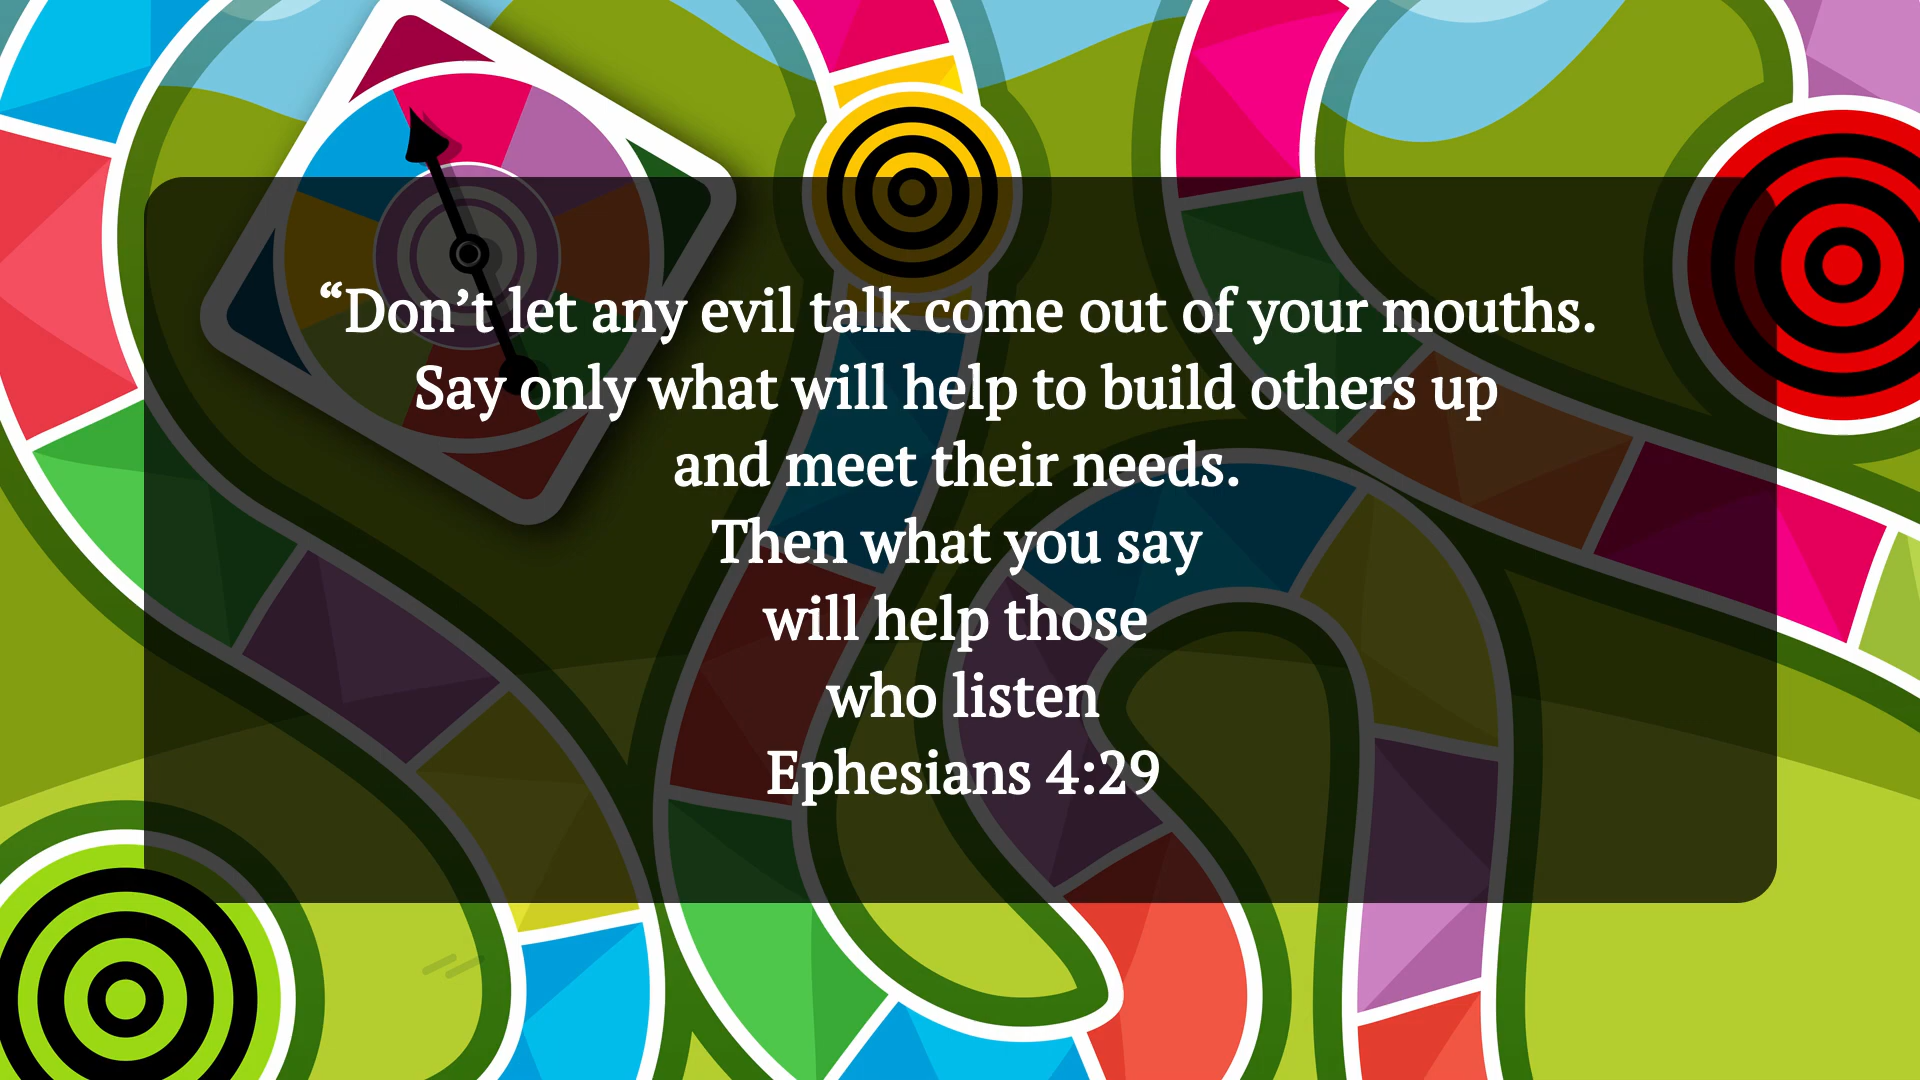 “Don’t let any evil talk come out of your mouths.
Say only what will help to build others up
and meet their needs.
Then what you say
will help those
who listen
Ephesians 4:29